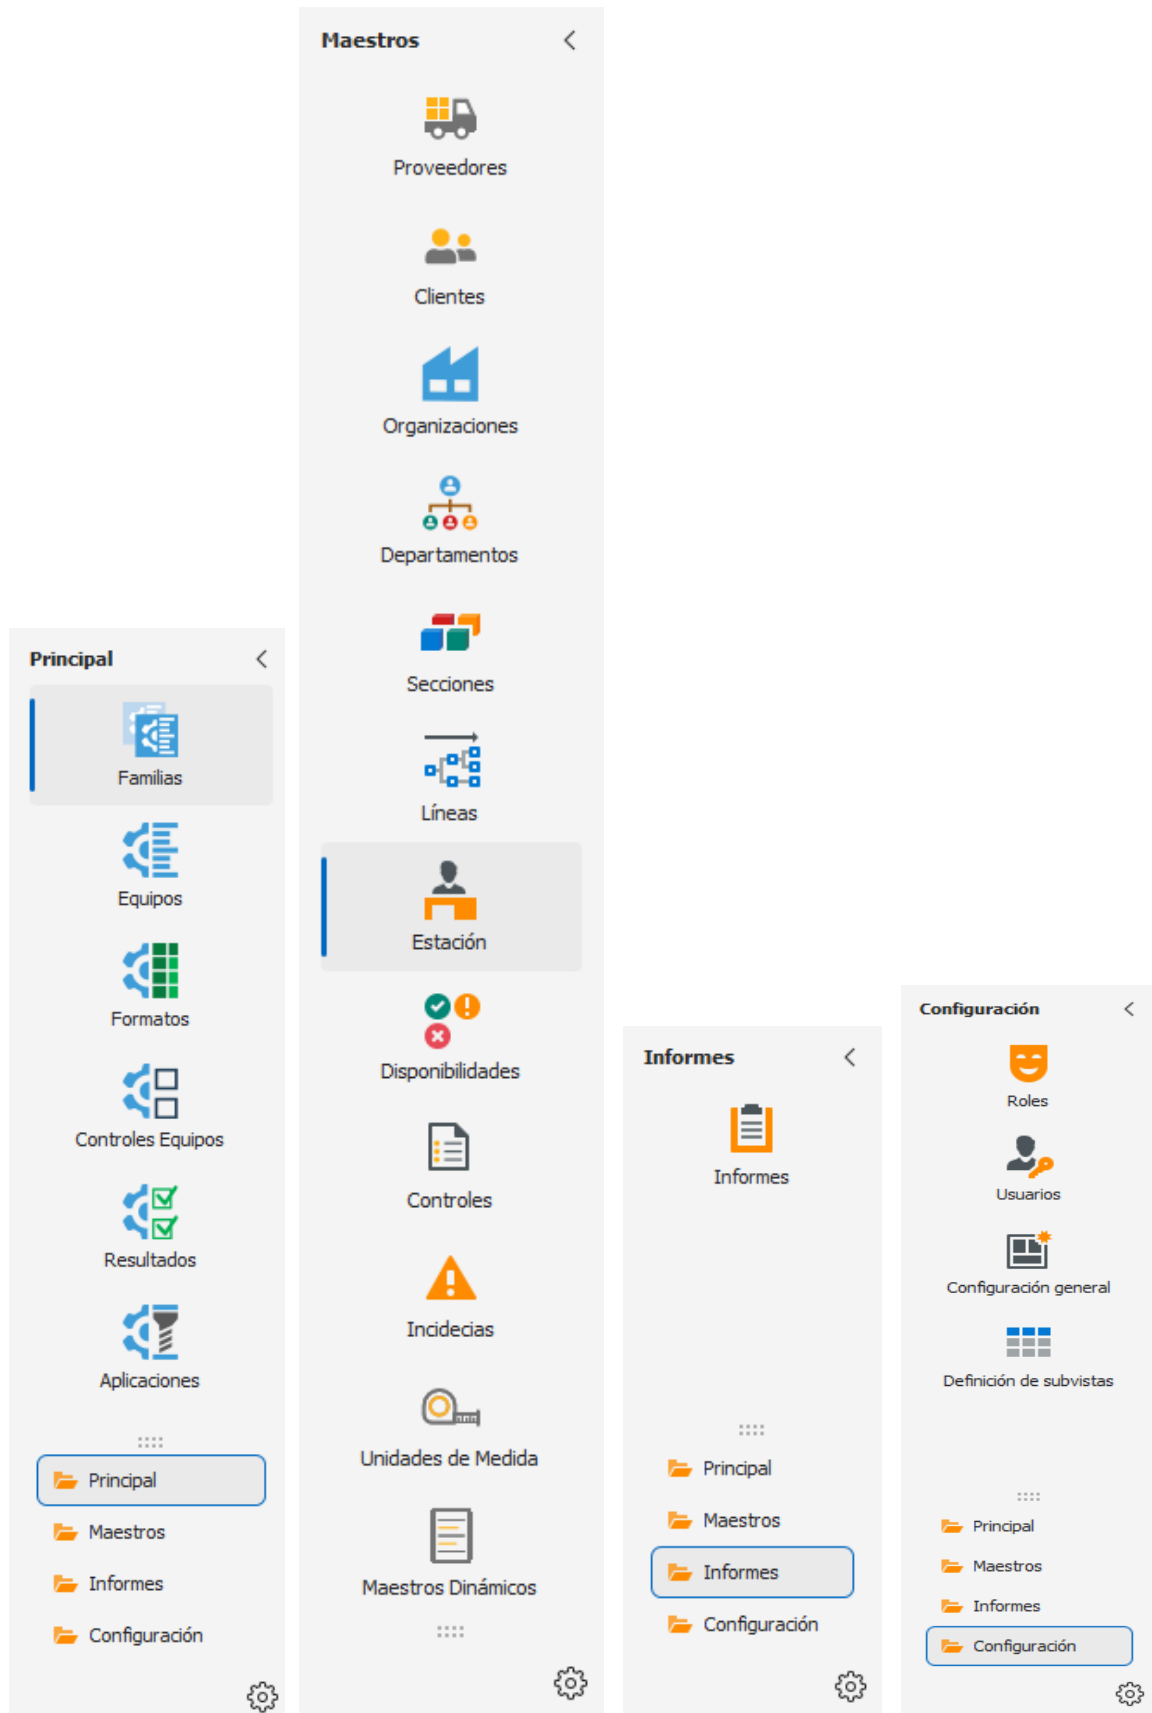 Principal
Familias
Equipos
Formatos
Controles Equipos
Resultados
Aplicaciones
Principal
Maestros
Informes
Configuración
Maestros
Proveedores
Clientes
Organizaciones
Departamentos
Secciones
Líneas
Estación
Disponibilidades
Controles
Incidecias
Unidades de Medida
Maestros Dinámicos
Informes
Informes
Principal
Maestros
Informes
Configuración
Configuración
Roles
Usuarios
Configuración general
Definición de subvistas
Principal
Maestros
Informes
Configuración